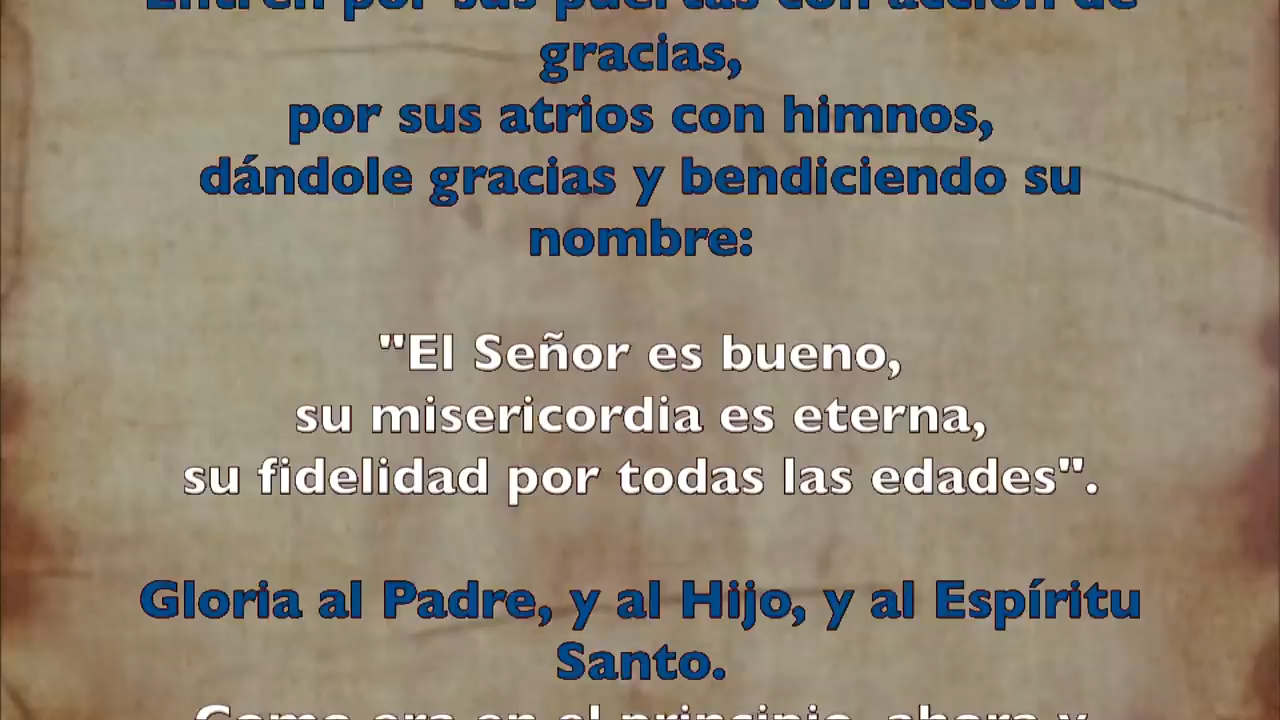 Entren por sus puertas con acción de
gracias,
por sus atrios con himnos,
dándole gracias y bendiciendo su
nombre:
"El Señor es bueno,
su misericordia es eterna,
su fidelidad por todas las edades".
Gloria al Padre, y al Hijo, y al Espíritu
Santo.
Como era en el principio, ahora y